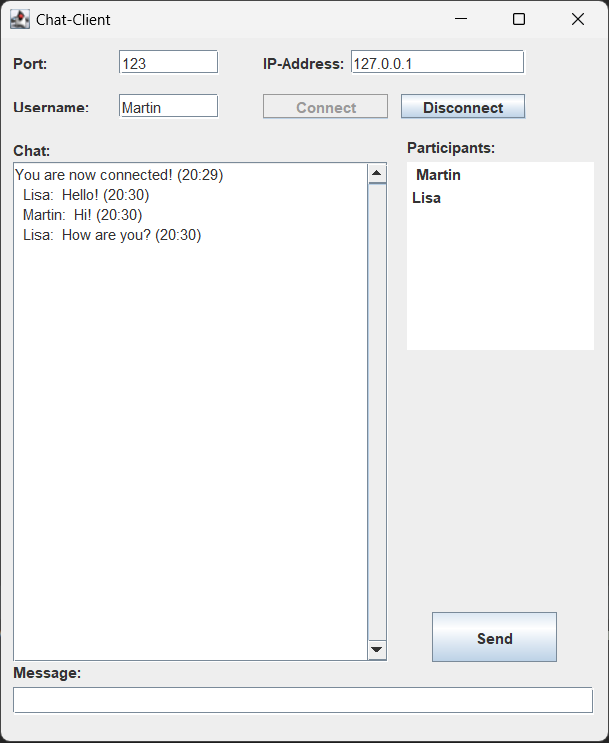 Chat-Client
Port: 123 IP-Address: 127.0.0.1
Username: Martin Connect Disconnect
Chat:
Participants:
You are now connected! (20:29)
Lisa: Hello! (20:30)
Martin: Hi! (20:30)
Lisa: How are you? (20:30)
Martin
Lisa
Send
Message: